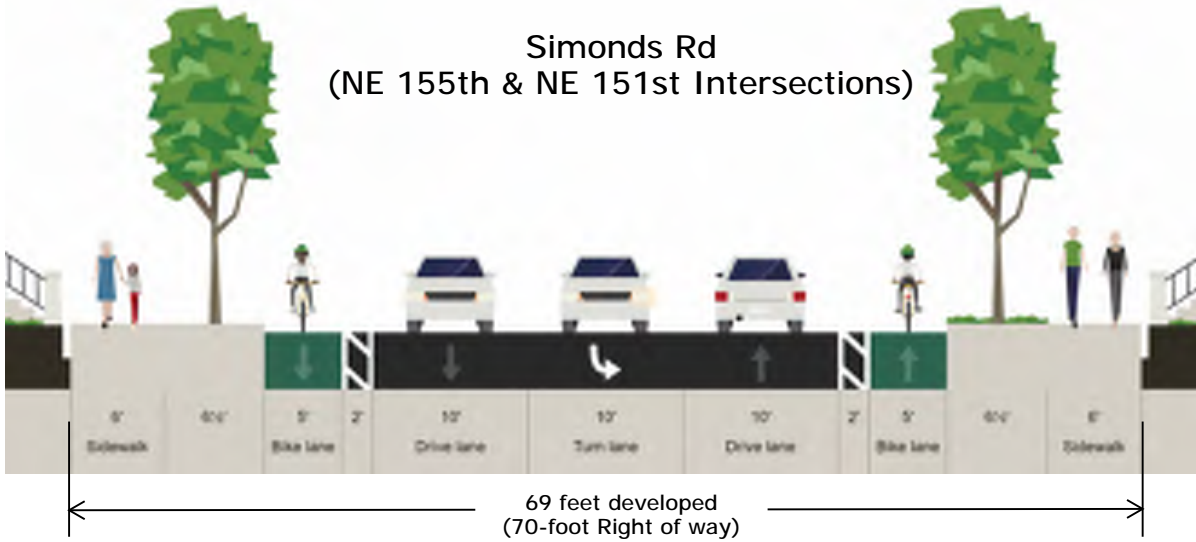 Simonds Rd
(NE 155th & NE 151st Intersections)
6' 6½' 5' 2' 10' 10' 10' 2' 5' 6½' 6'
Sidewalk Bike lane Drive lane Turn lane Drive lane Bike lane Sidewalk
69 feet developed
(70-foot Right of way)